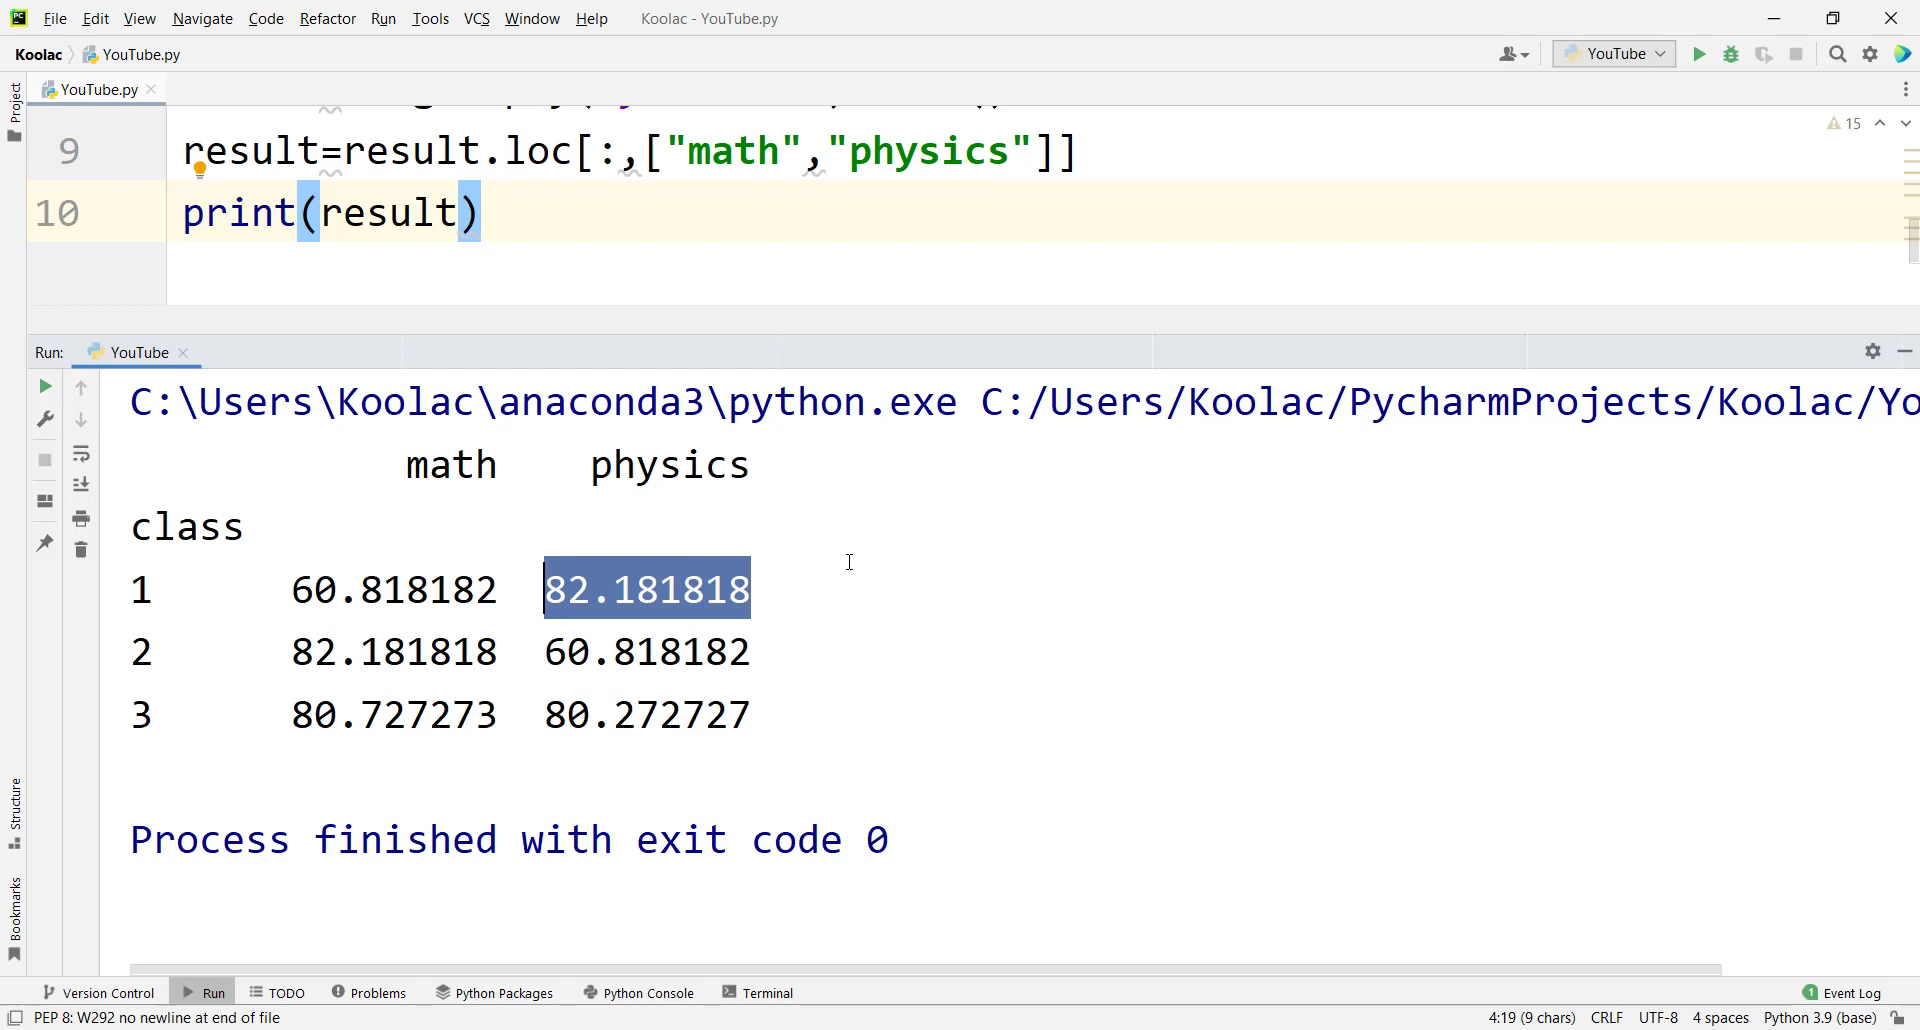 File Edit View Navigate Code Refactor Run Tools VCS Window Help Koolac - YouTube.py
Koolac YouTube.py YouTube
Project
YouTube.py
9 result=result.loc[:,["math","physics"]]
15
10 print(result)
Run: YouTube
C:\Users\Koolac\anaconda3\python.exe C:/Users/Koolac/PycharmProjects/Koolac/Yo
math physics
class
1 60.818182 82.181818
2 82.181818 60.818182
3 80.727273 80.272727
Process finished with exit code 0
Structure
Bookmarks
Version Control Run TODO Problems Python Packages Python Console Terminal 1 Event Log
PEP 8: W292 no newline at end of file 4:19 (9 chars) CRLF UTF-8 4 spaces Python 3.9 (base)